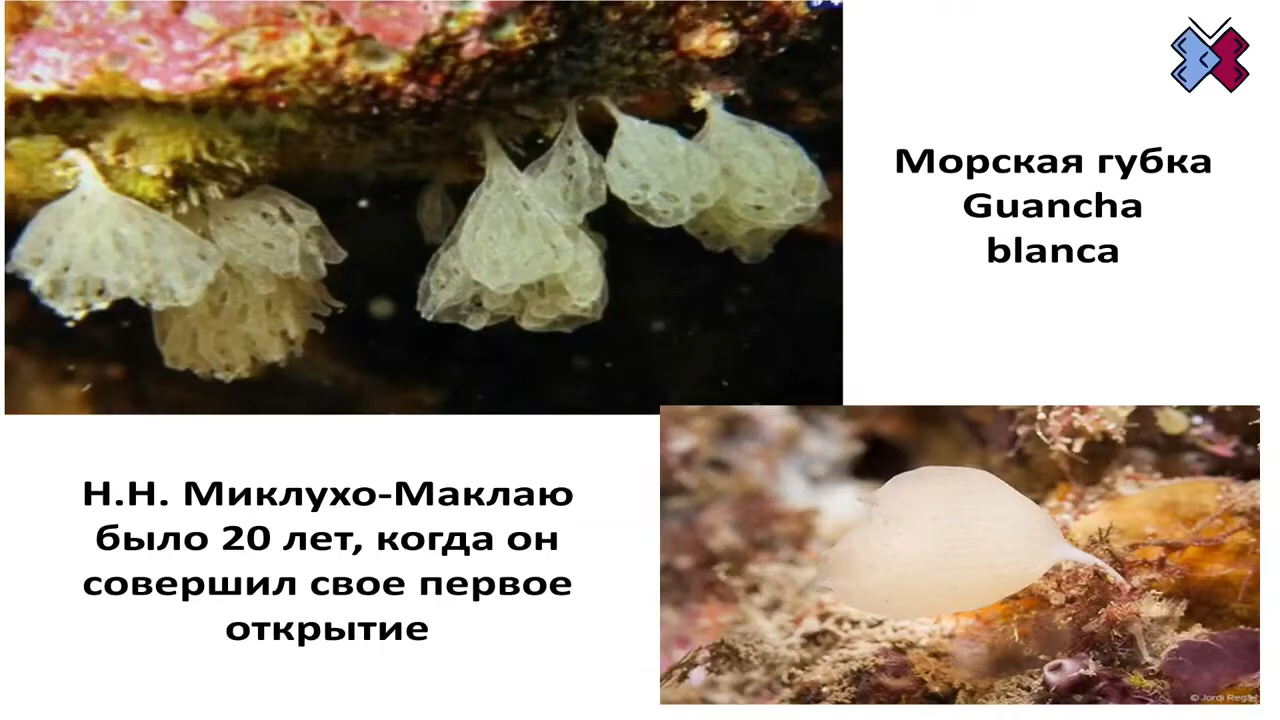 Морская губка
Guancha
blanca
Н.Н. Миклухо-Маклаю
было 20 лет, когда он
совершил свое первое
открытие
© Jordi Regàs